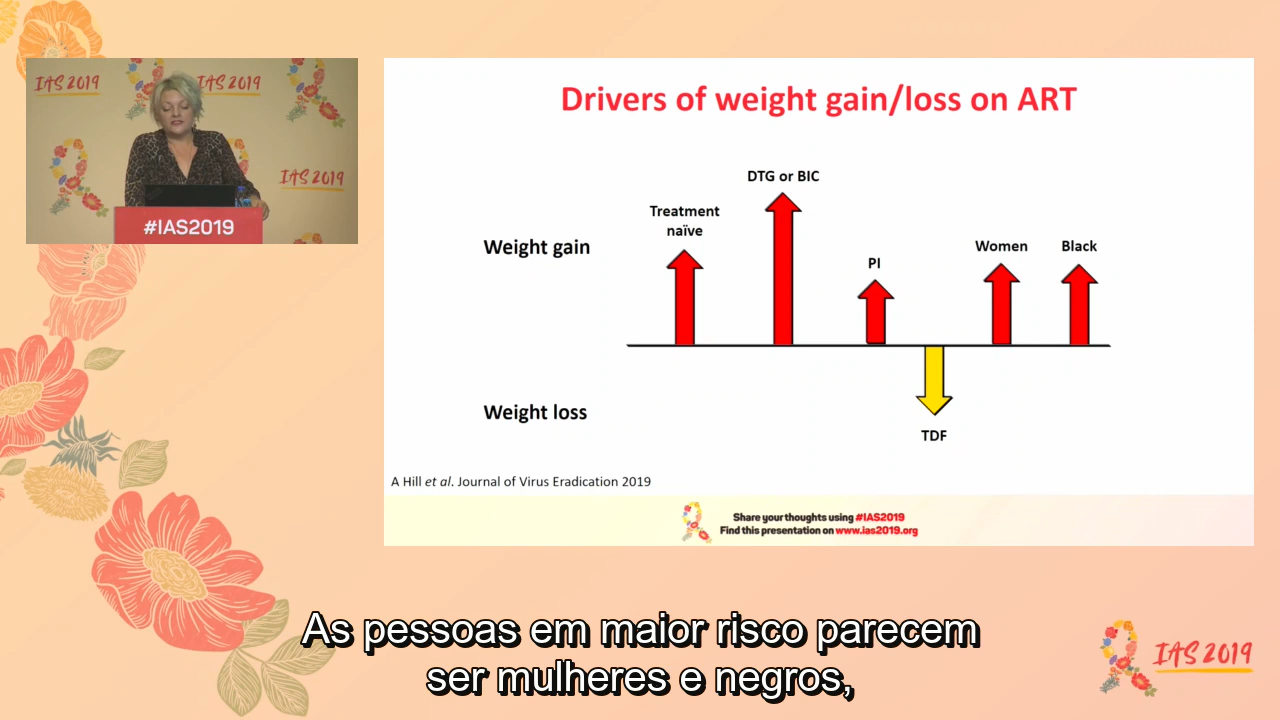 IAS 2019
IAS 2019
IAS 2019
#IAS2019
Drivers of weight gain/loss on ART
DTG or BIC
Treatment
naïve
Weight gain
PI
Women
Black
Weight loss
TDF
A Hill et al. Journal of Virus Eradication 2019
Share your thoughts using #IAS2019
Find this presentation on www.ias2019.org
As pessoas em maior risco parecem
ser mulheres e negros,
IAS 2019